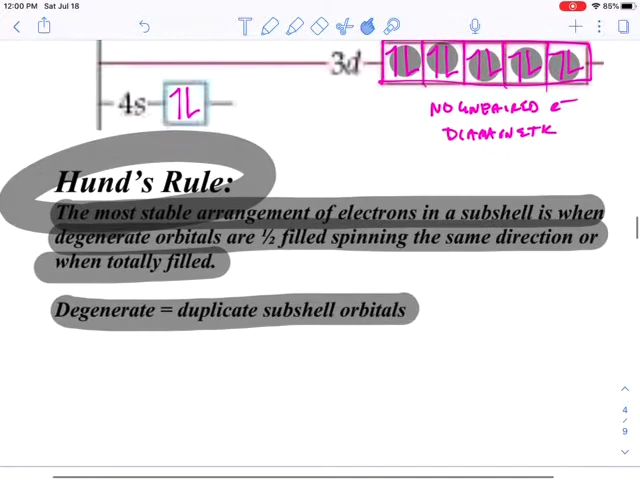 12:00 PM Sat Jul 18
85%
3d
4s
NO UNPAIRED e-
DIAMAGNETIC
Hund's Rule:
The most stable arrangement of electrons in a subshell is when
degenerate orbitals are ½ filled spinning the same direction or
when totally filled.
Degenerate = duplicate subshell orbitals
4
/
9